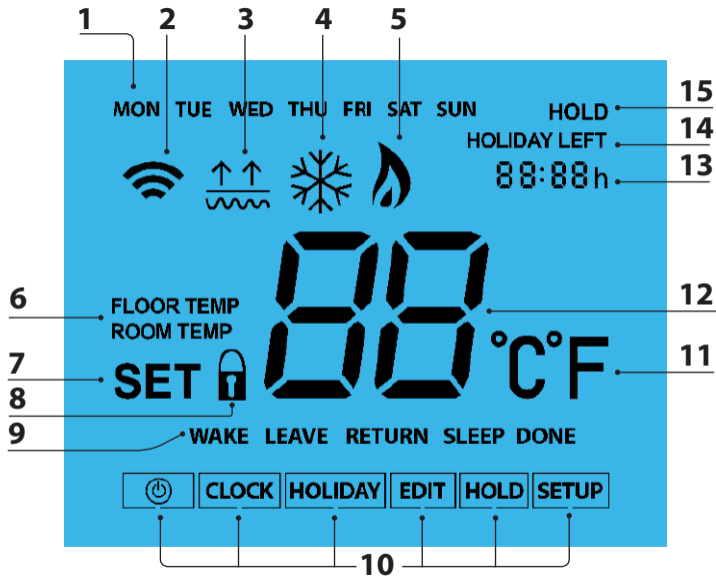 1 2 3 4 5
MON TUE WED THU FRI SAT SUN
HOLD 15
HOLIDAY LEFT 14
88:88h 13
88 12
6 FLOOR TEMP
ROOM TEMP
°C°F 11
7 SET
8
9 WAKE LEAVE RETURN SLEEP DONE
CLOCK HOLIDAY EDIT HOLD SETUP
10